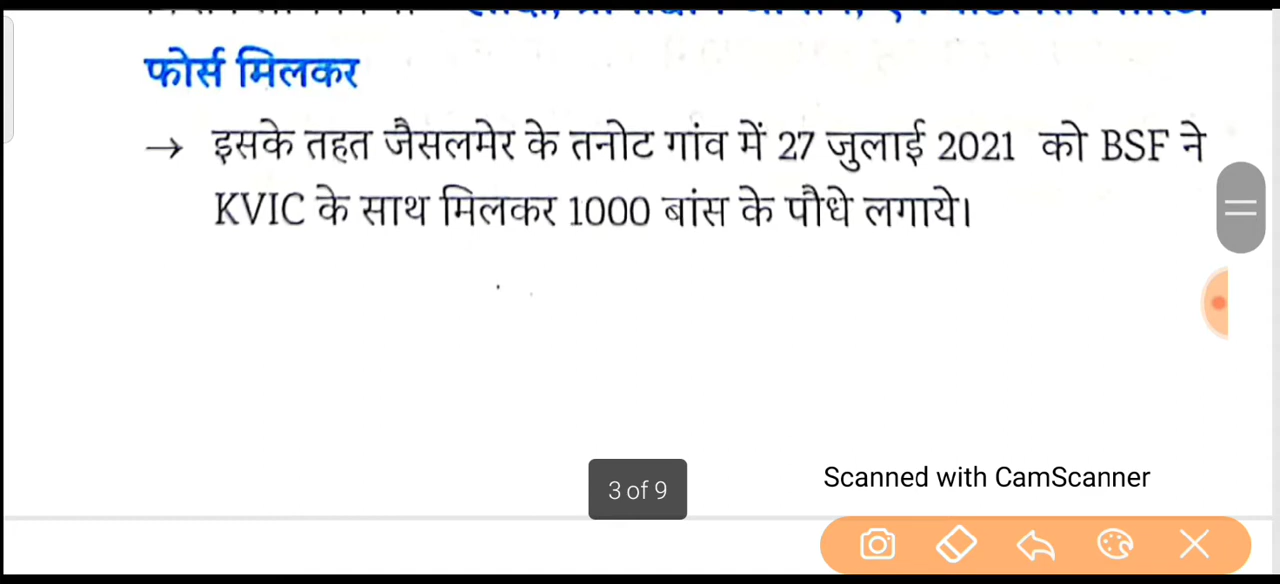 फोर्स मिलकर
→ इसके तहत जैसलमेर के तनोट गांव में 27 जुलाई 2021 को BSF ने
KVIC के साथ मिलकर 1000 बांस के पौधे लगाये।
3 of 9
Scanned with CamScanner